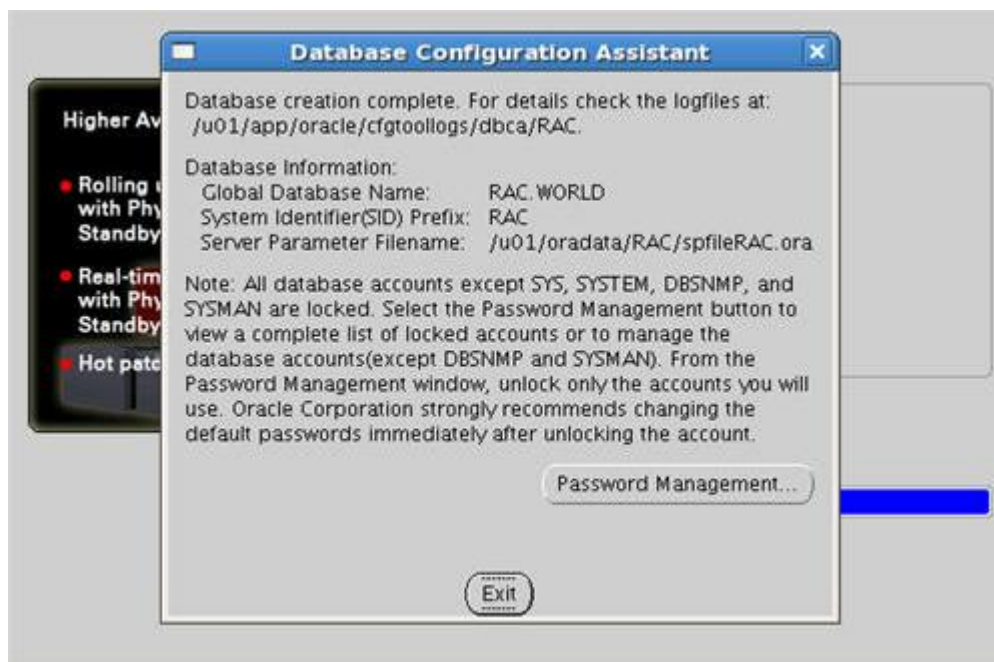 Database Configuration Assistant
Database creation complete. For details check the logfiles at:
/u01/app/oracle/cfgtoollogs/dbca/RAC.
Database Information:
Global Database Name: RAC.WORLD
System Identifier(SID) Prefix: RAC
Server Parameter Filename: /u01/oradata/RAC/spfileRAC.ora
Note: All database accounts except SYS, SYSTEM, DBSNMP, and
SYSMAN are locked. Select the Password Management button to
view a complete list of locked accounts or to manage the
database accounts(except DBSNMP and SYSMAN). From the
Password Management window, unlock only the accounts you will
use. Oracle Corporation strongly recommends changing the
default passwords immediately after unlocking the account.
Password Management...
Exit
Higher Av
Rolling
with Phy
Standby
Real-tim
with Phy
Standby
Hot patc